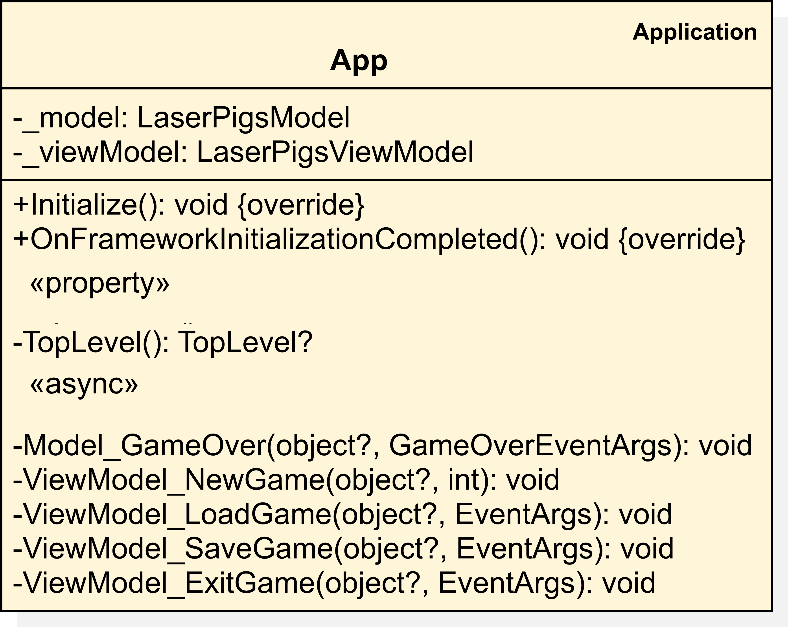 Application
App
-_model: LaserPigsModel
-_viewModel: LaserPigsViewModel
+Initialize(): void {override}
+OnFrameworkInitializationCompleted(): void {override}
«property»
-TopLevel(): TopLevel?
«async»
-Model_GameOver(object?, GameOverEventArgs): void
-ViewModel_NewGame(object?, int): void
-ViewModel_LoadGame(object?, EventArgs): void
-ViewModel_SaveGame(object?, EventArgs): void
-ViewModel_ExitGame(object?, EventArgs): void